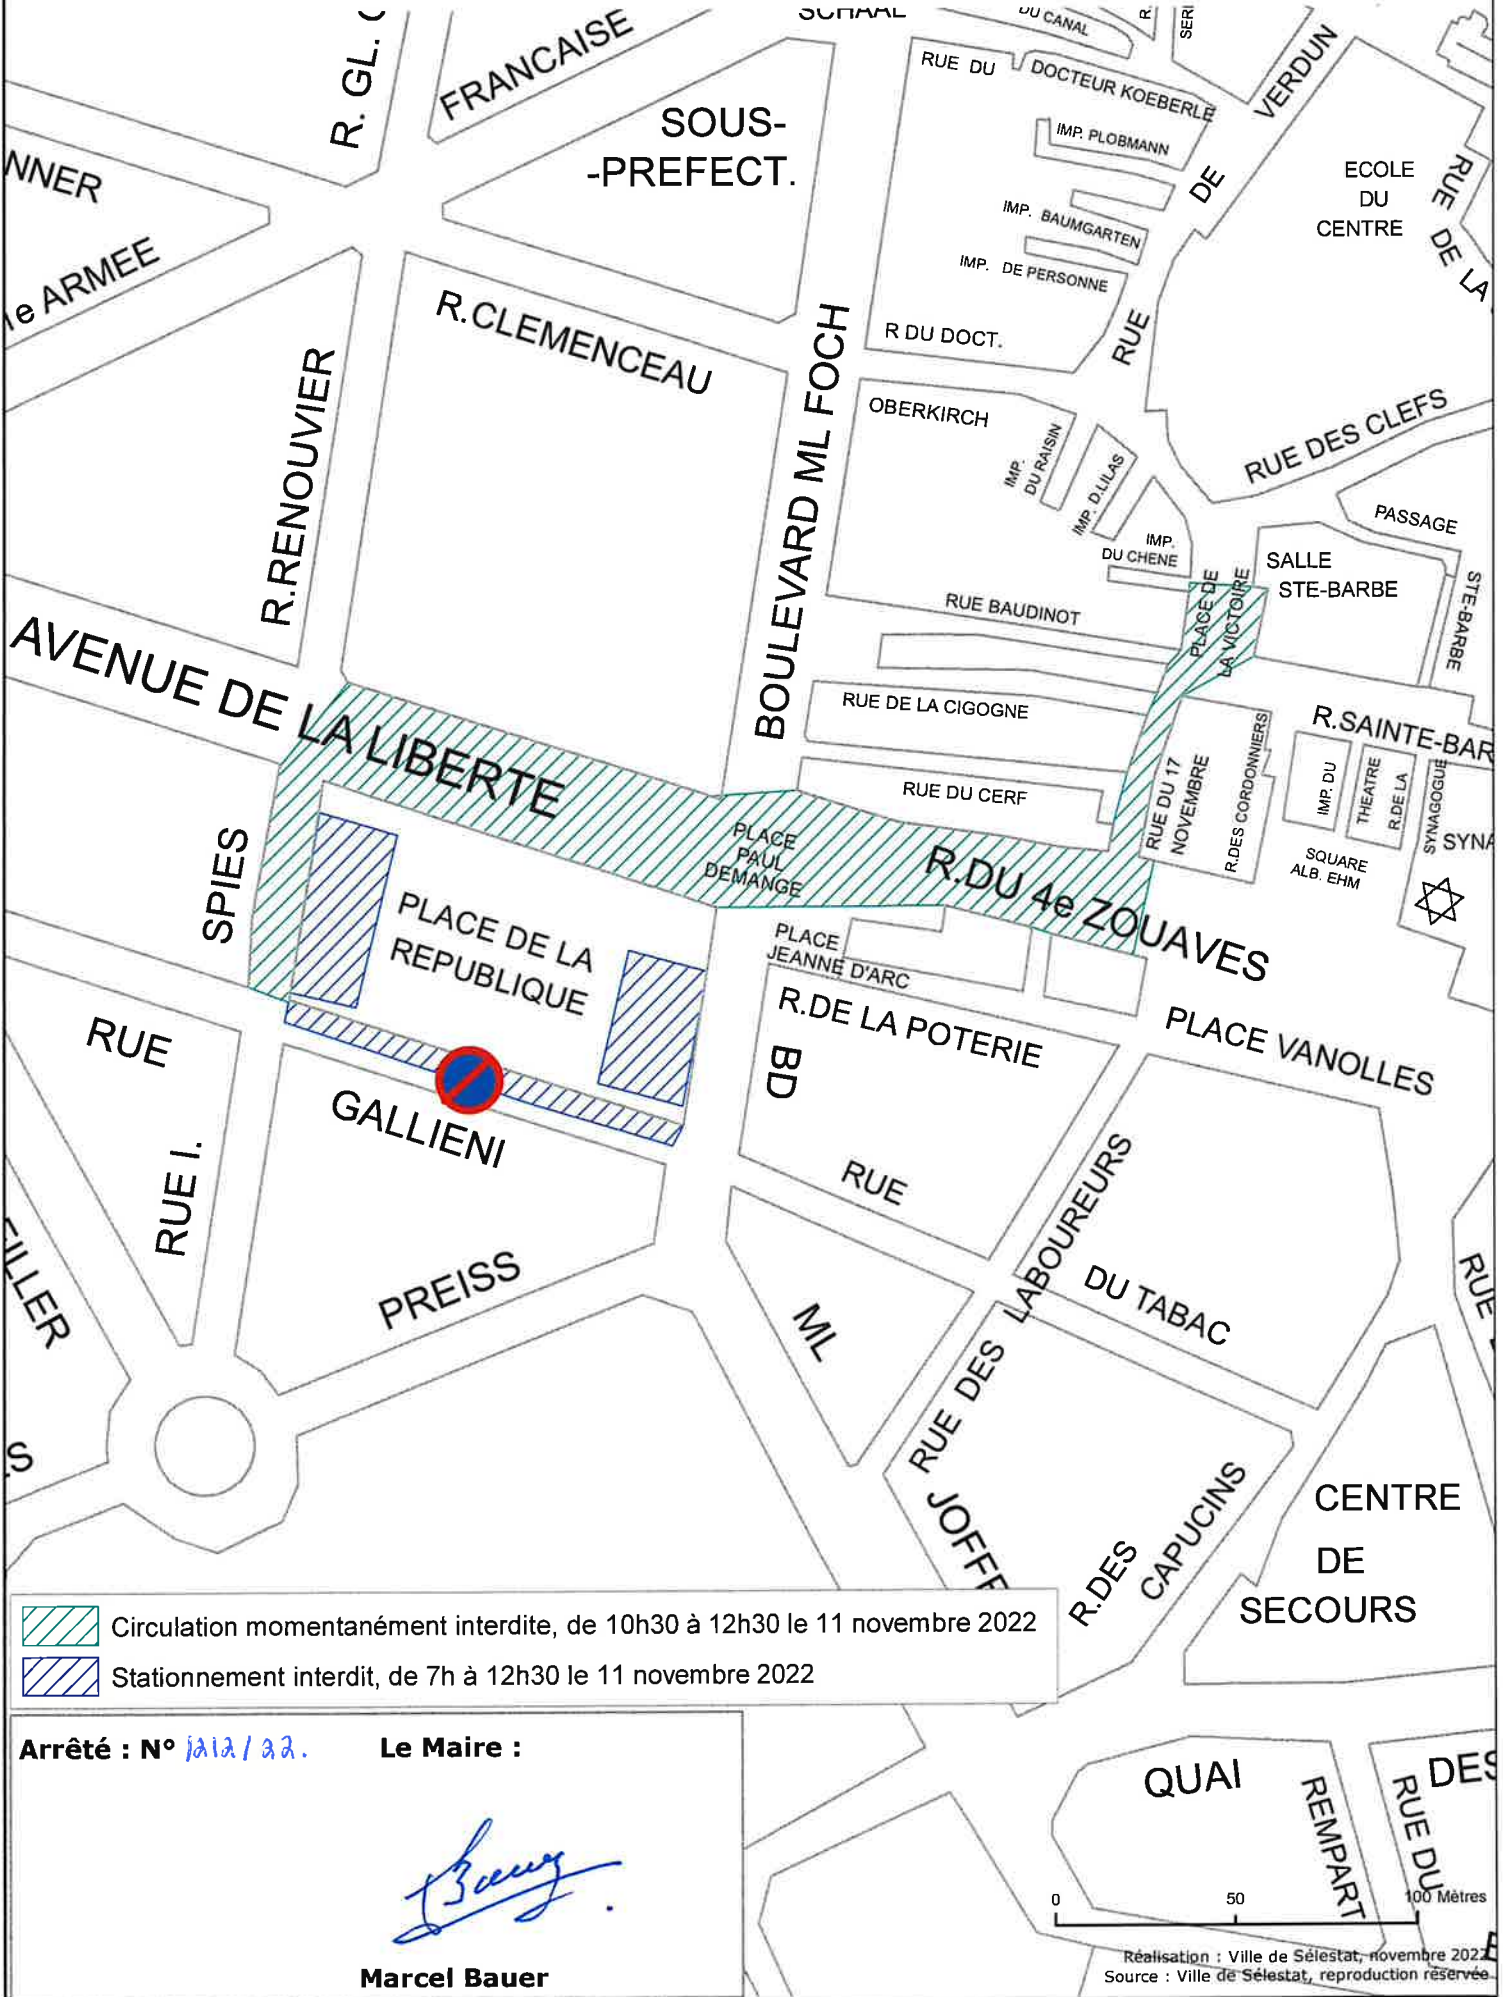 SCHAAL
DU CANAL
R.
R. GL.
FRANCAISE
RUE DU DOCTEUR KOEBERLE
VERDUN
SOUS-
-PREFECT.
IMP. PLOBMANN
DE
ECOLE
DU
CENTRE
RUE
DE LA
NNER
IMP. BAUMGARTEN
IMP. DE PERSONNE
1e ARMEE
R.CLEMENCEAU
R DU DOCT.
RUE
OBERKIRCH
BOULEVARD ML FOCH
R.RENOUVIER
IMP.
DU RAISIN
IMP. D.LILAS
RUE DES CLEFS
PASSAGE
STE-BARBE
IMP.
DU CHENE
SALLE
STE-BARBE
PLACE DE
LA VICTOIRE
RUE BAUDINOT
AVENUE DE LA LIBERTE
RUE DE LA CIGOGNE
R.SAINTE-BAR
RUE DU CERF
RUE DU 17
NOVEMBRE
R.DES CORDONNIERS
IMP. DU
THEATRE
R.DE LA
SYNAGOGUE
SYNA
SQUARE
ALB. EHM
PLACE
PAUL
DEMANGE
R.DU 4e ZOUAVES
SPIES
PLACE DE LA
REPUBLIQUE
PLACE
JEANNE D'ARC
R.DE LA POTERIE
PLACE VANOLLES
RUE
GALLIENI
BD
RUE I.
RUE
DU TABAC
RUE DES LABOUREURS
PREISS
ML
EILLER
RUE
S
JOFFR
R.DES
CAPUCINS
CENTRE
DE
SECOURS
Circulation momentanément interdite, de 10h30 à 12h30 le 11 novembre 2022
Stationnement interdit, de 7h à 12h30 le 11 novembre 2022
Arrêté : N° 1212/22. Le Maire :
Marcel Bauer
QUAI
DES
REMPART
RUE DU
0 50 100 Mètres
Réalisation : Ville de Sélestat, novembre 2022
Source : Ville de Sélestat, reproduction réservée